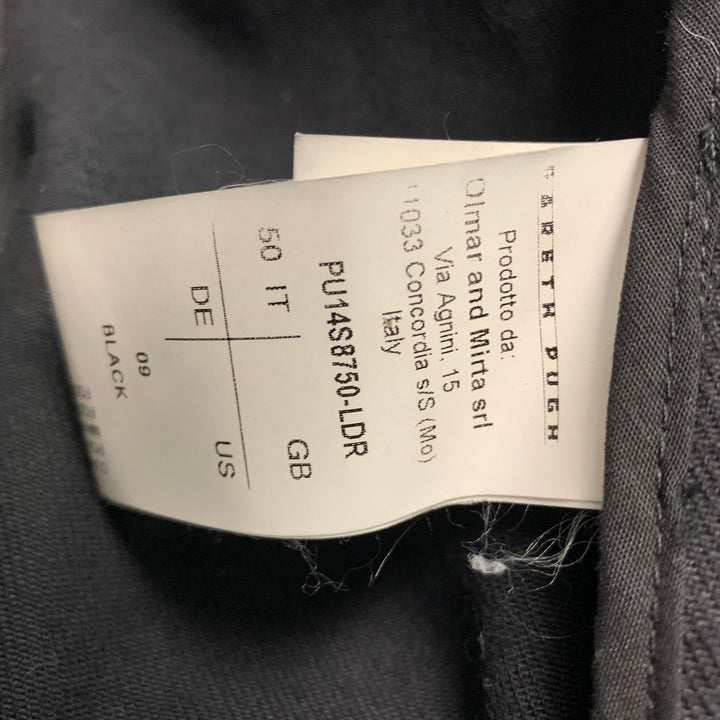 GARETH PUGH
Prodotto da:
Olmar and Mirta srl
Via Agnini, 15
41033 Concordia s/S (Mo)
Italy
PU14S8750-LDR
50 IT GB
DE US
09
BLACK